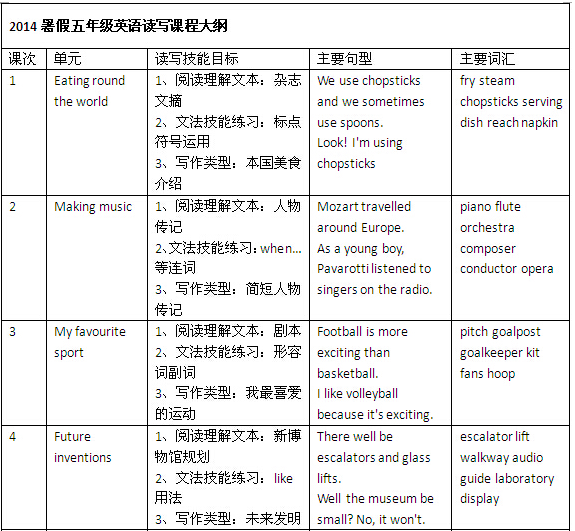 2014 暑假五年级英语读写课程大纲
课次 单元 读写技能目标 主要句型 主要词汇
1
Eating round
the world
1、阅读理解文本：杂志
文摘
2、文法技能练习：标点
符号运用
3、写作类型：本国美食
介绍
We use chopsticks
and we sometimes
use spoons.
Look! I'm using
chopsticks
fry steam
chopsticks serving
dish reach napkin
2
Making music
1、阅读理解文本：人物
传记
2、文法技能练习：when...
等连词
3、写作类型：简短人物
传记
Mozart travelled
around Europe.
As a young boy,
Pavarotti listened to
singers on the radio.
piano flute
orchestra
composer
conductor opera
3
My favourite
sport
1、阅读理解文本：剧本
2、文法技能练习：形容
词副词
3、写作类型：我最喜爱
的运动
Football is more
exciting than
basketball.
I like volleyball
because it's exciting.
pitch goalpost
goalkeeper kit
fans hoop
4
Future
inventions
1、阅读理解文本：新博
物馆规划
2、文法技能练习：like
用法
3、写作类型：未来发明
There well be
escalators and glass
lifts.
Well the museum be
small? No, it won't.
escalator lift
walkway audio
guide laboratory
display